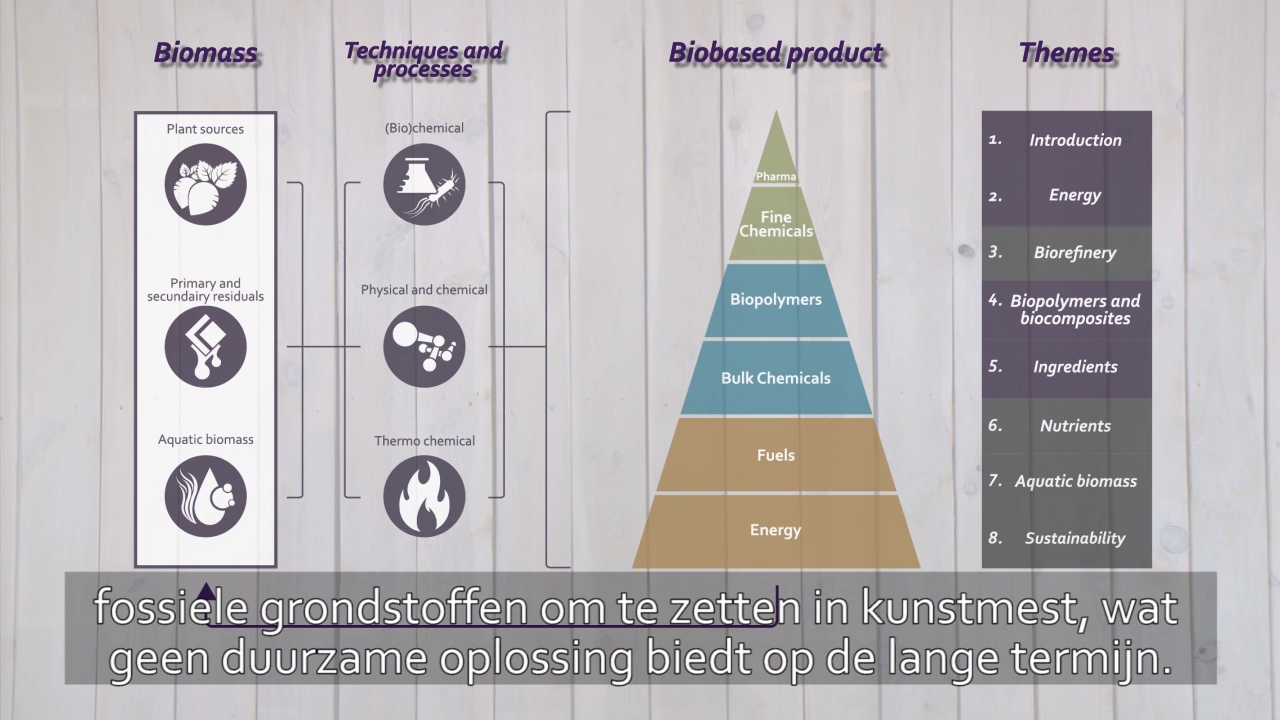 Biomass
Plant sources
Primary and
secundairy residuals
Aquatic biomass
Techniques and
processes
(Bio)chemical
Physical and chemical
Thermo chemical
Biobased product
Pharma
Fine
Chemicals
Biopolymers
Bulk Chemicals
Fuels
Energy
Themes
1. Introduction
2. Energy
3. Biorefinery
4. Biopolymers and
biocomposites
5. Ingredients
6. Nutrients
7. Aquatic biomass
8. Sustainability
fossiele grondstoffen om te zetten in kunstmest, wat
geen duurzame oplossing biedt op de lange termijn.